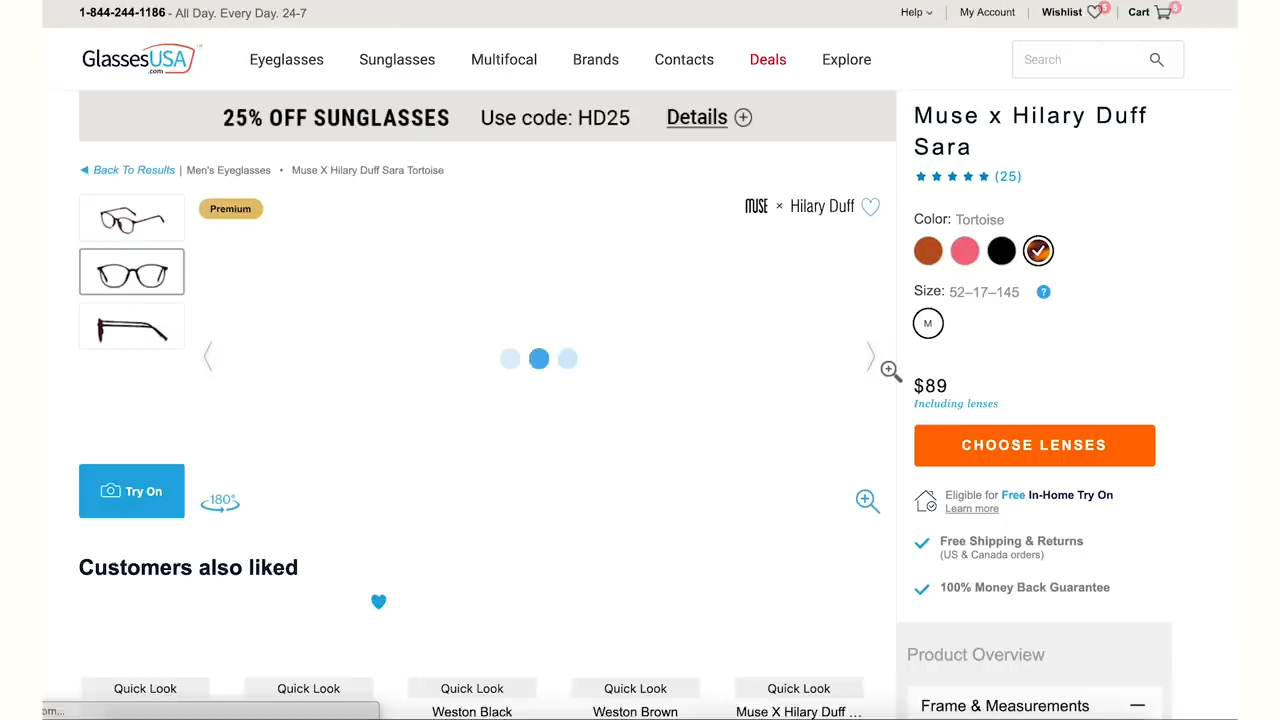 1-844-244-1186 - All Day. Every Day. 24-7
Help
My Account
Wishlist
5
Cart
GlassesUSA
.com
Eyeglasses
Sunglasses
Multifocal
Brands
Contacts
Deals
Explore
Search
25% OFF SUNGLASSES Use code: HD25 Details
Back To Results | Men's Eyeglasses • Muse X Hilary Duff Sara Tortoise
Premium
MUSE × Hilary Duff
Muse x Hilary Duff
Sara
(25)
Color: Tortoise
Size: 52–17–145 ?
M
$89
Including lenses
CHOOSE LENSES
Eligible for Free In-Home Try On
Learn more
Free Shipping & Returns
(US & Canada orders)
100% Money Back Guarantee
Try On
180°
Customers also liked
Quick Look
Quick Look
Quick Look
Quick Look
Quick Look
Weston Black
Weston Brown
Muse X Hilary Duff ...
Product Overview
Frame & Measurements
om...